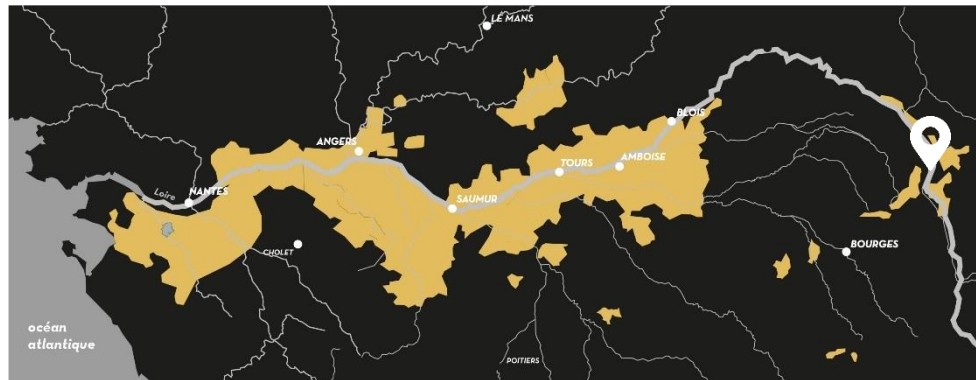 LE MANS
BLOIS
ANGERS
TOURS
AMBOISE
Loire
NANTES
SAUMUR
CHOLET
BOURGES
océan
atlantique
POITIERS